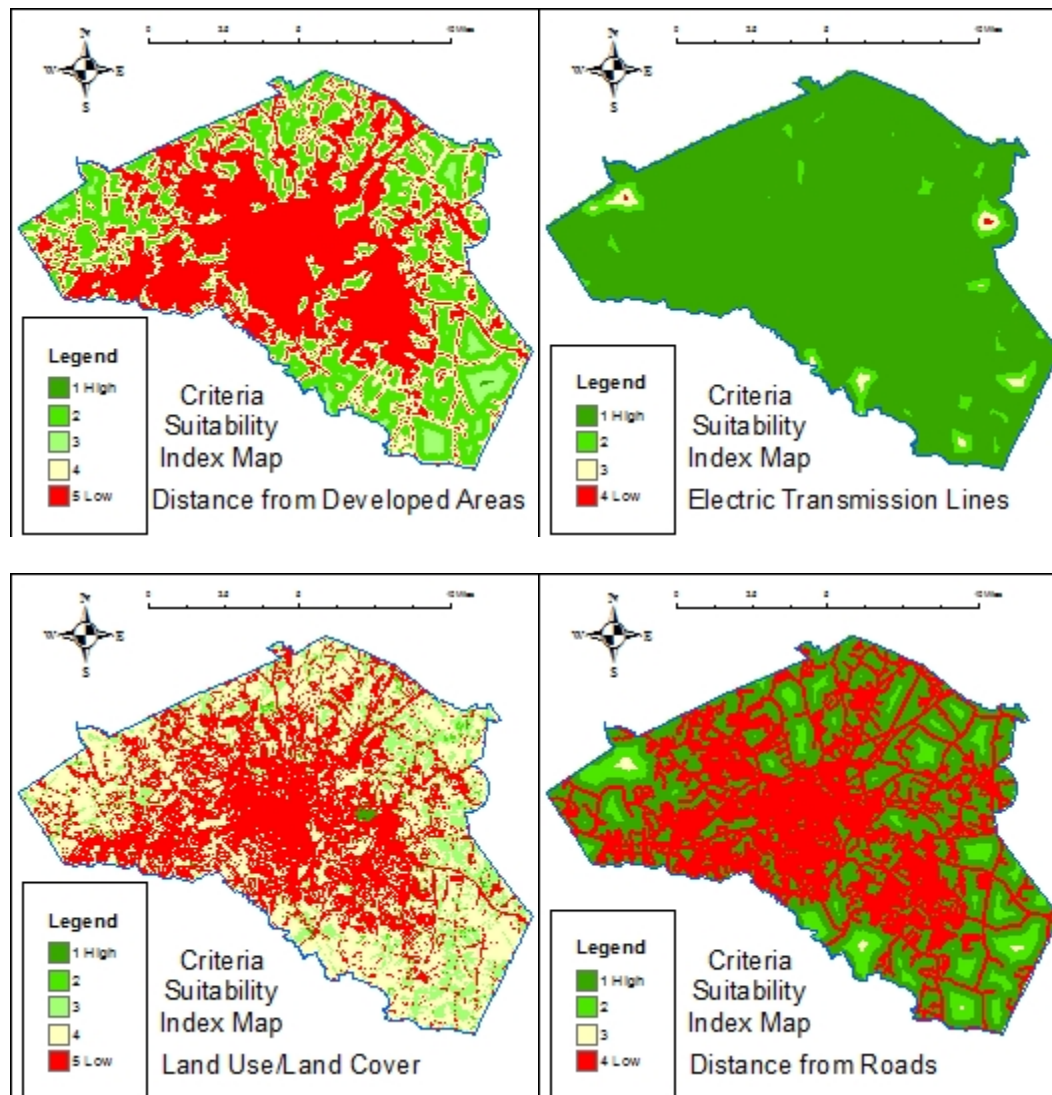 N
W E
S
Legend
1 High
2
3
4
5 Low
Criteria
Suitability
Index Map
Distance from Developed Areas
N
W E
S
Legend
1 High
2
3
4 Low
Criteria
Suitability
Index Map
Electric Transmission Lines
N
W E
S
Legend
1 High
2
3
4
5 Low
Criteria
Suitability
Index Map
Land Use/Land Cover
N
W E
S
Legend
1 High
2
3
4 Low
Criteria
Suitability
Index Map
Distance from Roads